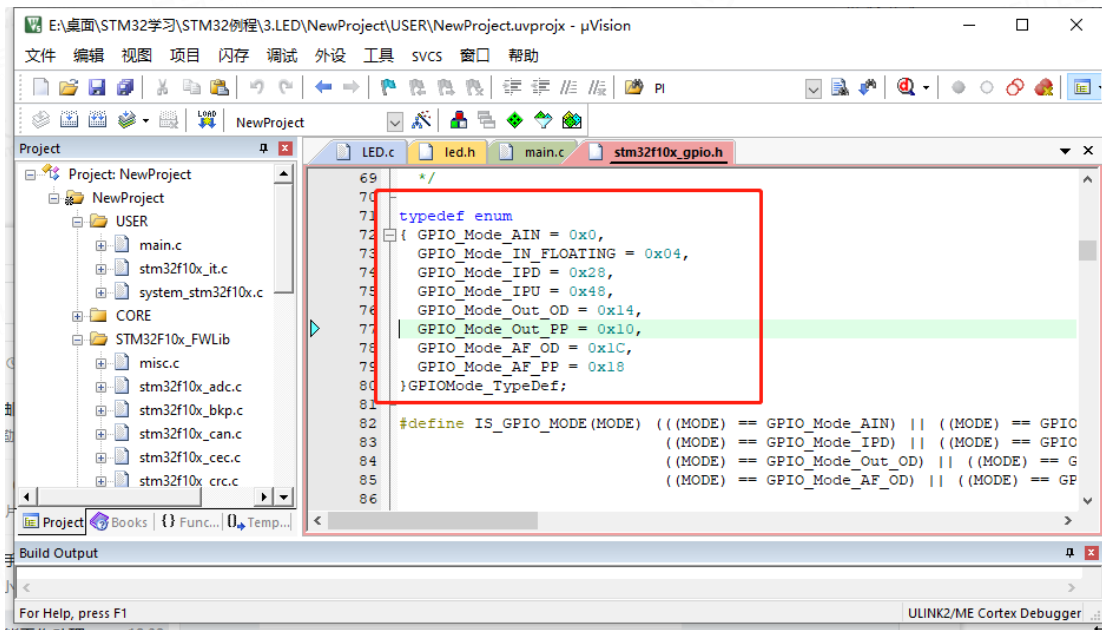 E:\桌面\STM32学习\STM32例程\3.LED\NewProject\USER\NewProject.uvprojx - µVision
文件 编辑 视图 项目 闪存 调试 外设 工具 SVCS 窗口 帮助
PI
LOAD
NewProject
Project
Project: NewProject
NewProject
USER
main.c
stm32f10x_it.c
system_stm32f10x.c
CORE
STM32F10x_FWLib
misc.c
stm32f10x_adc.c
stm32f10x_bkp.c
stm32f10x_can.c
stm32f10x_cec.c
stm32f10x_crc.c
Project Books {} Func... 0 Temp...
LED.c led.h main.c stm32f10x_gpio.h
69 */
70
71 typedef enum
72 { GPIO_Mode_AIN = 0x0,
73 GPIO_Mode_IN_FLOATING = 0x04,
74 GPIO_Mode_IPD = 0x28,
75 GPIO_Mode_IPU = 0x48,
76 GPIO_Mode_Out_OD = 0x14,
77 GPIO_Mode_Out_PP = 0x10,
78 GPIO_Mode_AF_OD = 0x1C,
79 GPIO_Mode_AF_PP = 0x18
80 }GPIOMode_TypeDef;
81
82 #define IS_GPIO_MODE(MODE) (((MODE) == GPIO_Mode_AIN) || ((MODE) == GPIO
83 ((MODE) == GPIO_Mode_IPD) || ((MODE) == GPIO
84 ((MODE) == GPIO_Mode_Out_OD) || ((MODE) == G
85 ((MODE) == GPIO_Mode_AF_OD) || ((MODE) == GP
86
Build Output
For Help, press F1
ULINK2/ME Cortex Debugger